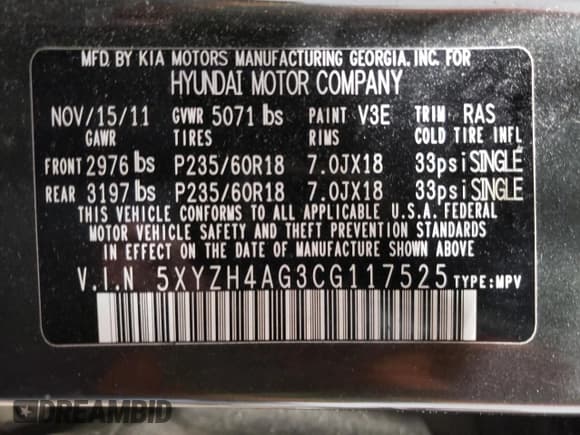 MFD. BY KIA MOTORS MANUFACTURING GEORGIA, INC. FOR
HYUNDAI MOTOR COMPANY
NOV/15/11 GVWR 5071 lbs PAINT V3E TRIM RAS
GAWR TIRES RIMS COLD TIRE INFL
FRONT 2976 lbs P235/60R18 7.0JX18 33psi SINGLE
REAR 3197 lbs P235/60R18 7.0JX18 33psi SINGLE
THIS VEHICLE CONFORMS TO ALL APPLICABLE U.S.A. FEDERAL
MOTOR VEHICLE SAFETY AND THEFT PREVENTION STANDARDS
IN EFFECT ON THE DATE OF MANUFACTURE SHOWN ABOVE.
V.I.N 5XYZH4AG3CG117525 TYPE:MPV
DREAMBID